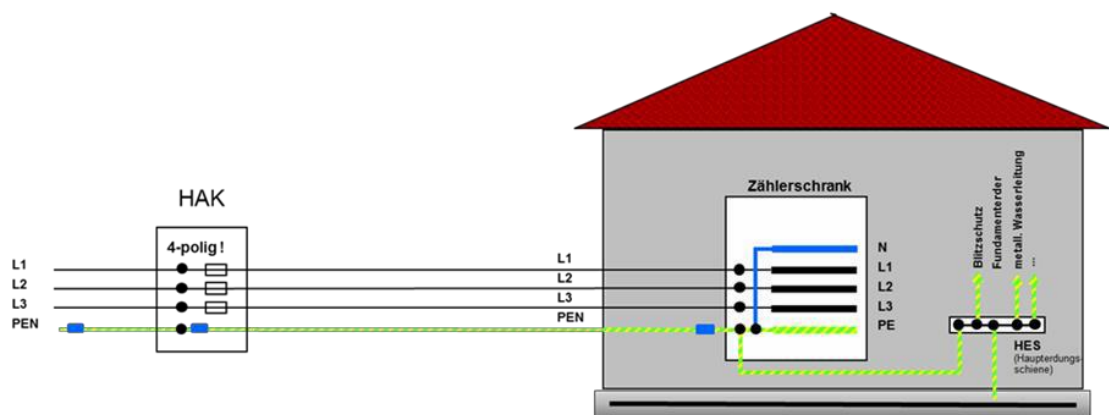 HAK
4-polig !
L1
L2
L3
PEN
L1
L2
L3
PEN
Zählerschrank
N
L1
L2
L3
PE
Blitzschutz
Fundamenterder
metall. Wasserleitung
...
HES
(Haupterdungs-
schiene)